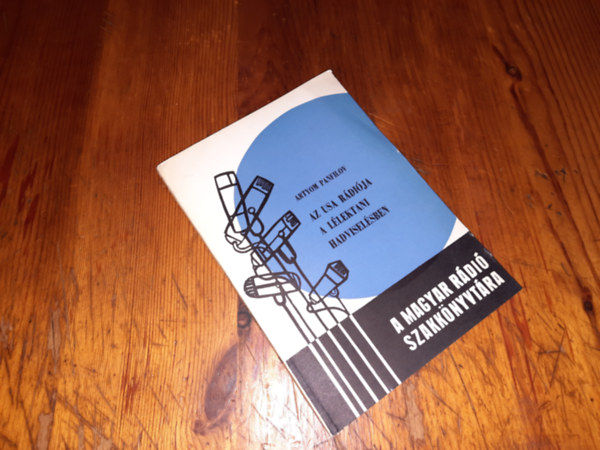 ARTYOM PANFILOV
AZ USA RÁDIÓJA
A LÉLEKTANI
HADVISELÉSBEN
A MAGYAR RÁDIÓ
SZAKKÖNYVTÁRA